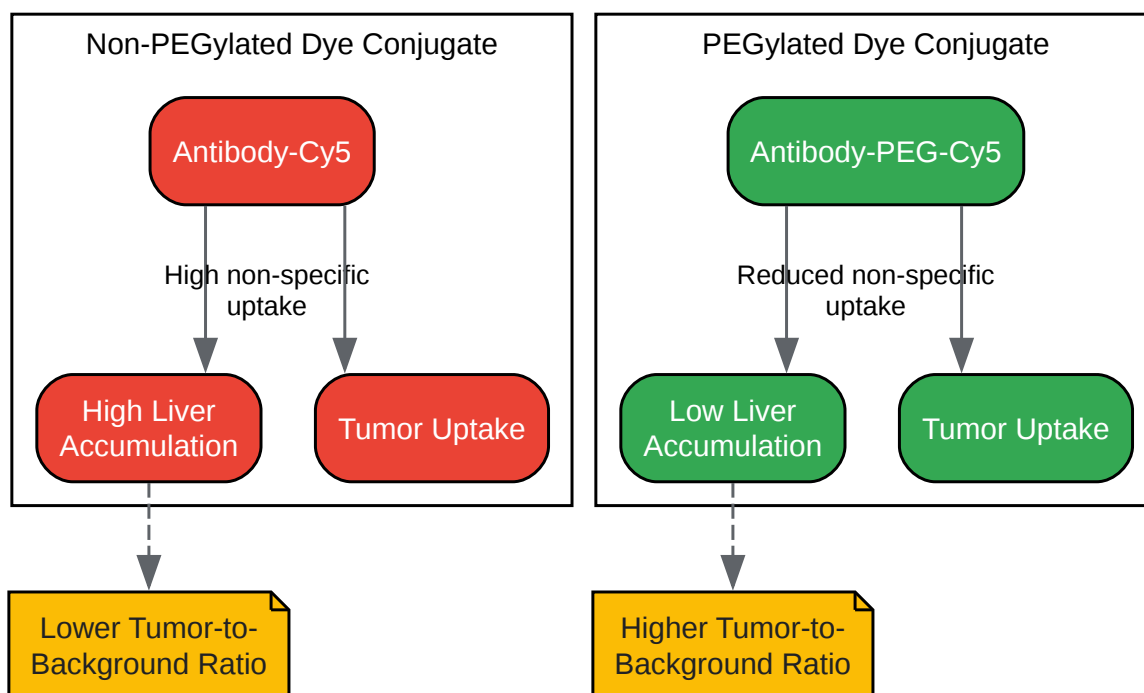 Non-PEGylated Dye Conjugate
Antibody-Cy5
High non-specific
uptake
High Liver
Accumulation
Tumor Uptake
Lower Tumor-to-
Background Ratio
PEGylated Dye Conjugate
Antibody-PEG-Cy5
Reduced non-specific
uptake
Low Liver
Accumulation
Tumor Uptake
Higher Tumor-to-
Background Ratio